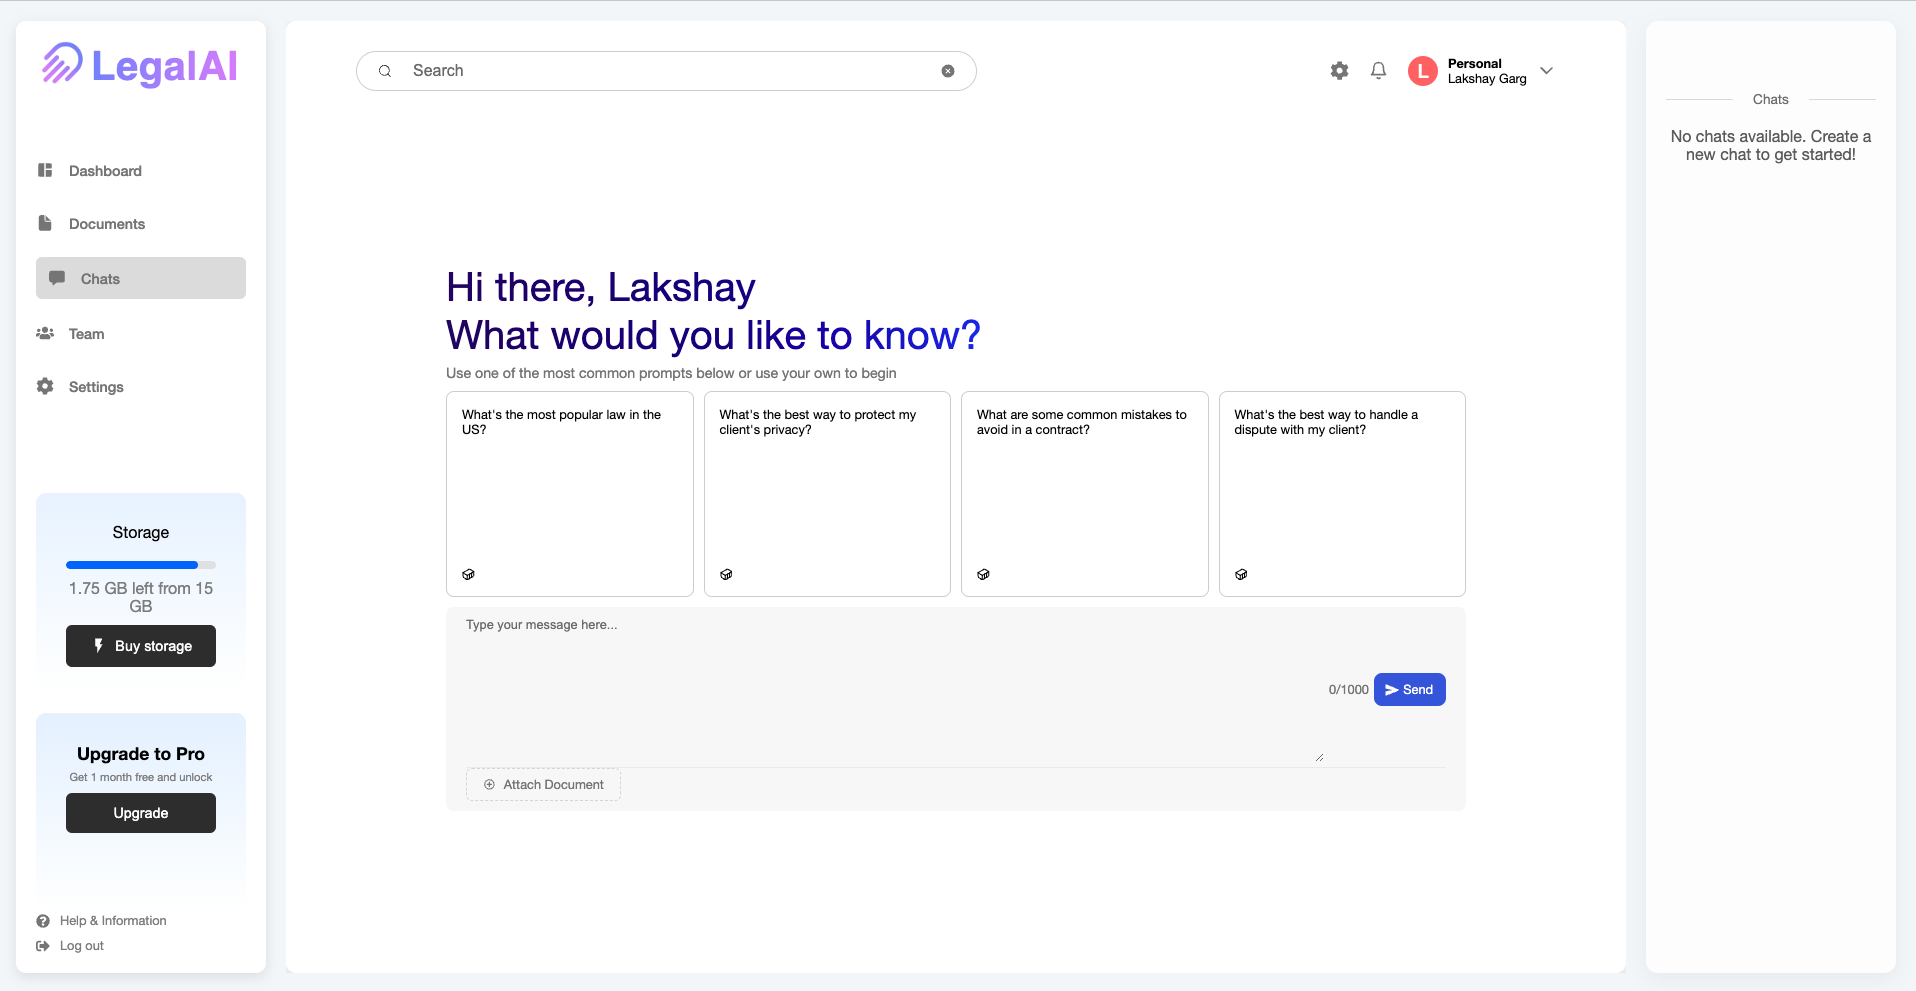 LegalAI
Dashboard
Documents
Chats
Team
Settings
Storage
1.75 GB left from 15
GB
Buy storage
Upgrade to Pro
Get 1 month free and unlock
Upgrade
Help & Information
Log out
Search
L
Personal
Lakshay Garg
Hi there, Lakshay
What would you like to know?
Use one of the most common prompts below or use your own to begin
What's the most popular law in the
US?
What's the best way to protect my
client's privacy?
What are some common mistakes to
avoid in a contract?
What's the best way to handle a
dispute with my client?
Type your message here...
0/1000
Send
Attach Document
Chats
No chats available. Create a
new chat to get started!